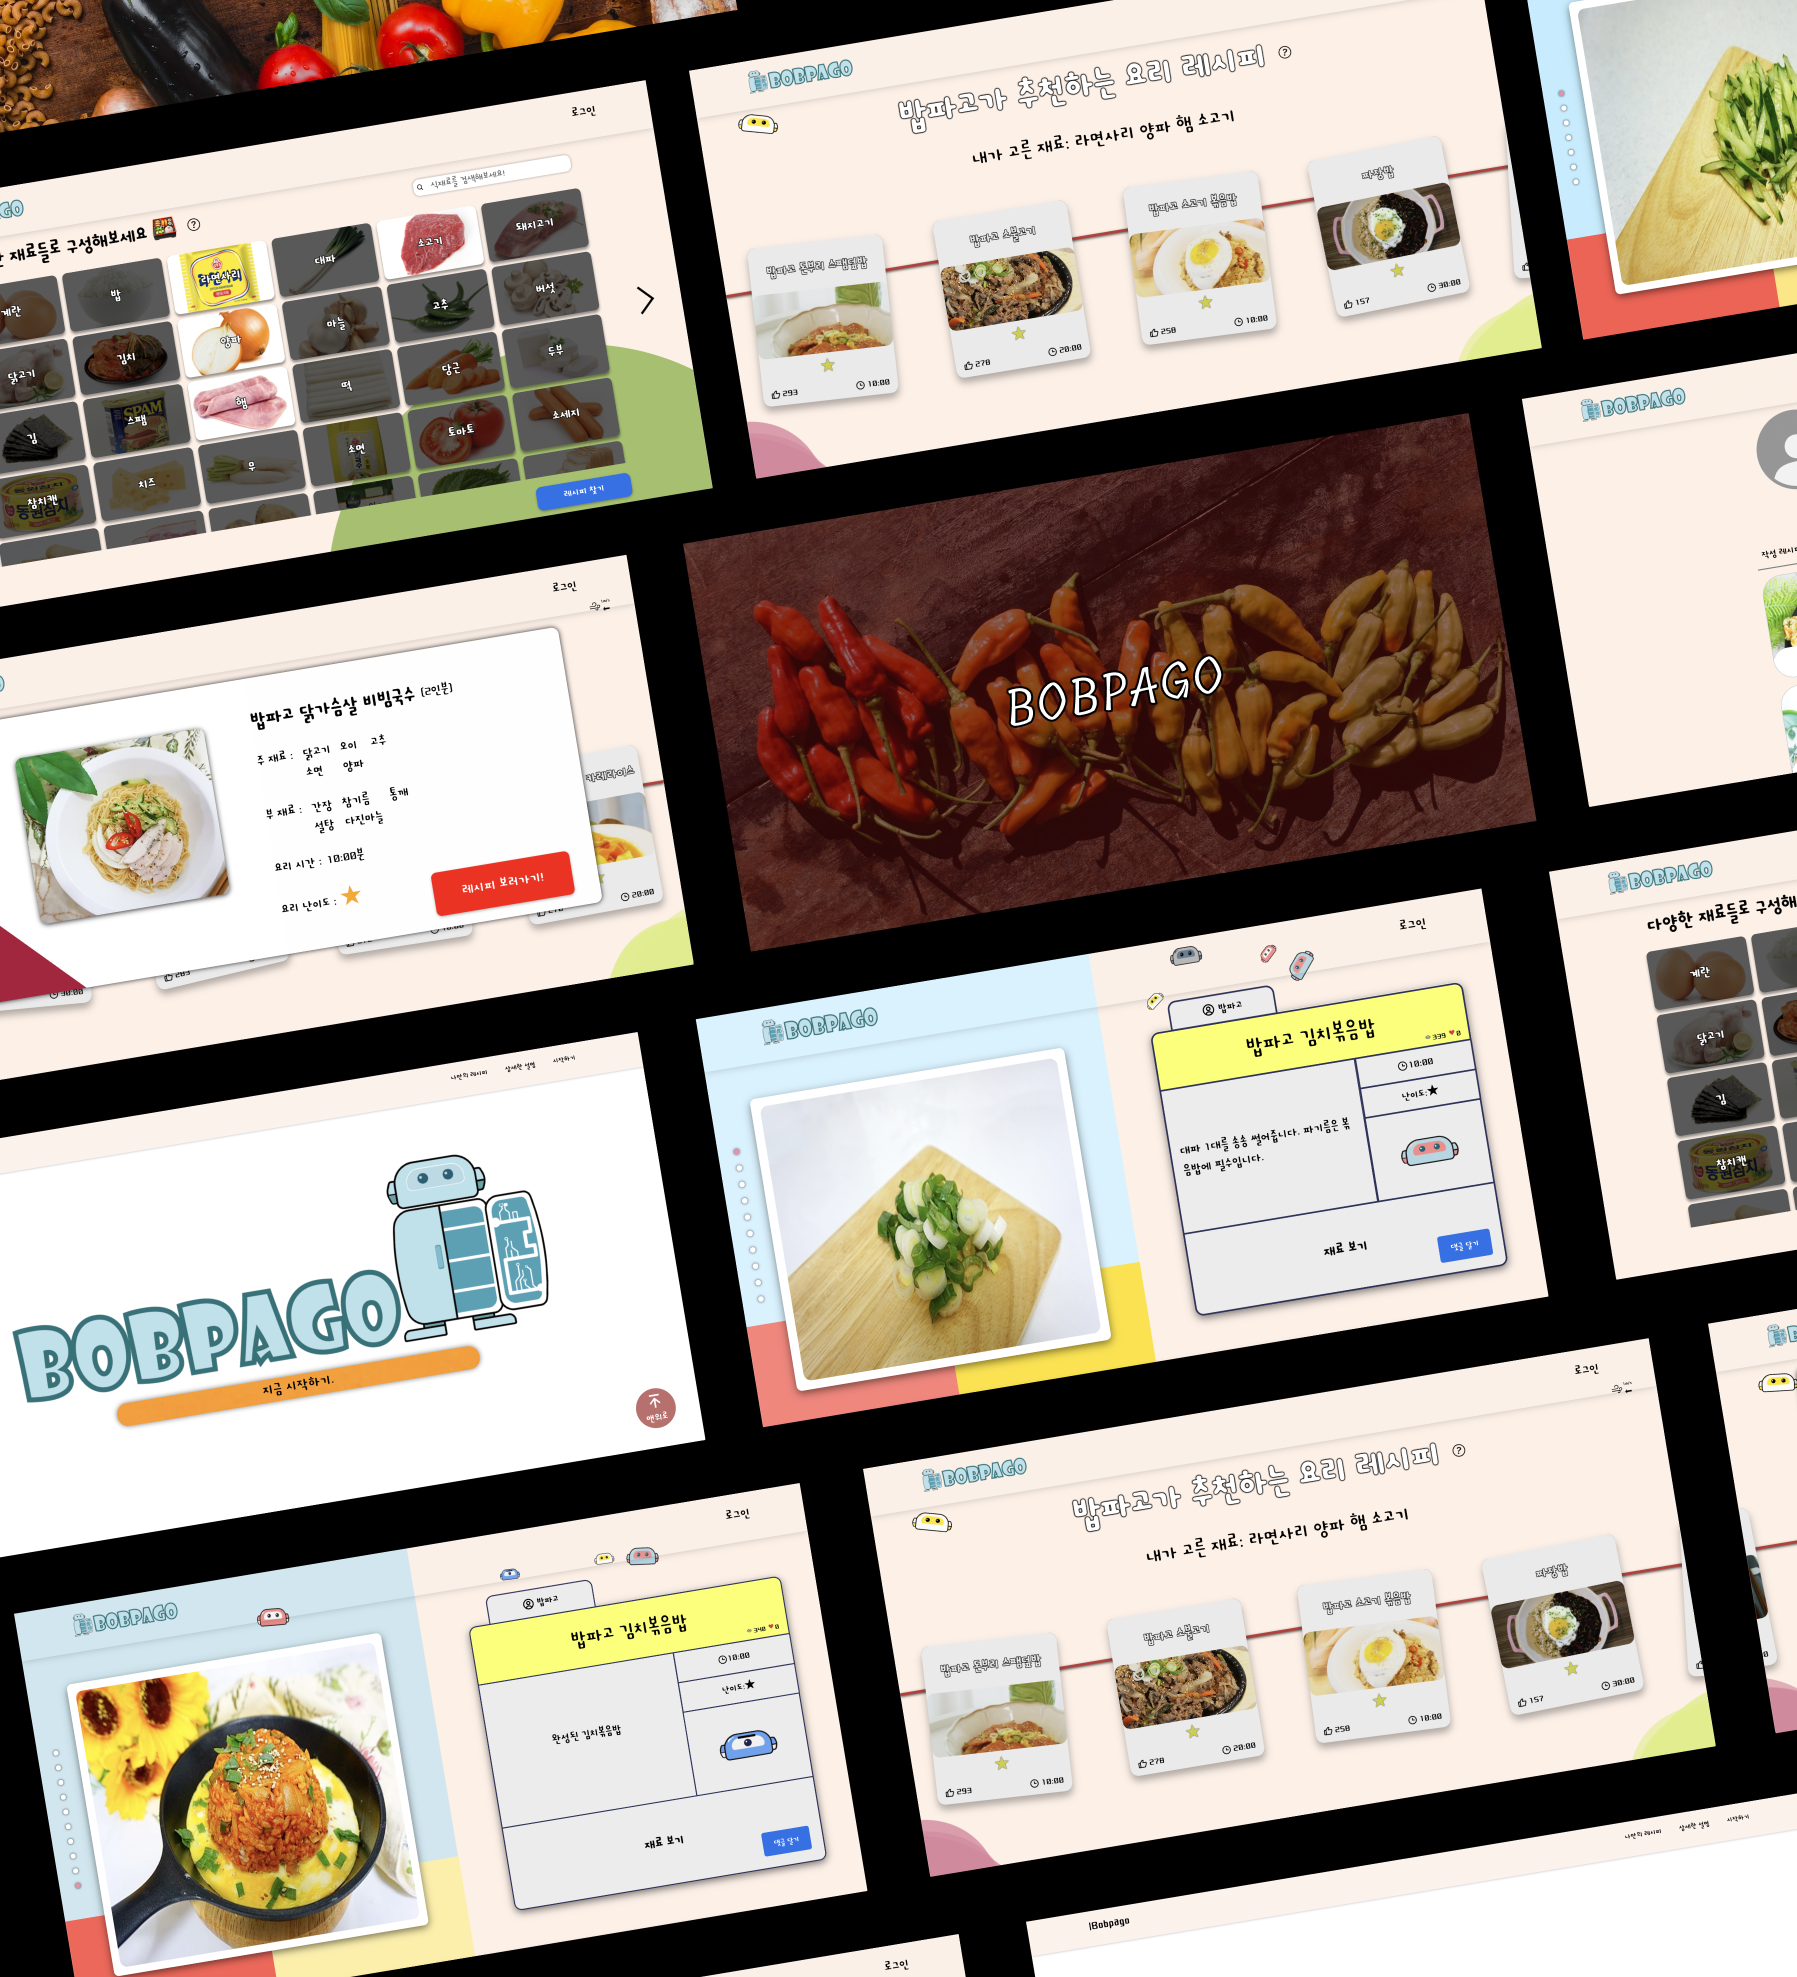 로그인
GO
재료들로 구성해보세요
식재료를 검색해보세요!
계란
밥
라면사리
대파
소고기
돼지고기
닭고기
김치
양파
마늘
고추
버섯
김
스팸
햄
떡
당근
두부
참치캔
치즈
무
소면
토마토
소세지
레시피 찾기
BOBPAGO
밥파고가 추천하는 요리 레시피
내가 고른 재료: 라면사리 양파 햄 소고기
밥파고 돈부리 스팸덮밥
293
10:00
밥파고 소불고기
278
20:00
밥파고 소고기 볶음밥
258
10:00
짜장밥
157
30:00
로그인
밥파고 닭가슴살 비빔국수 (2인분)
주 재료 : 닭고기 오이 고추
소면 양파
부 재료 : 간장 참기름 통깨
설탕 다진마늘
요리 시간 : 10:00분
요리 난이도 :
레시피 보러가기!
카레라이스
20:00
283
30:00
BOBPAGO
BOBPAGO
작성 레시피
나만의 레시피
상세한 설명
시작하기
BOBPAGO
지금 시작하기.
맨위로
BOBPAGO
로그인
밥파고
밥파고 김치볶음밥
339 0
10:00
난이도:
대파 1대를 송송 썰어줍니다. 파기름은 볶
음밥에 필수입니다.
재료 보기
댓글 달기
BOBPAGO
다양한 재료들로 구성해
계란
닭고기
김
참치캔
BOBPAGO
로그인
밥파고
밥파고 김치볶음밥
340 0
10:00
난이도:
완성된 김치볶음밥
재료 보기
댓글 달기
BOBPAGO
로그인
밥파고가 추천하는 요리 레시피
내가 고른 재료: 라면사리 양파 햄 소고기
밥파고 돈부리 스팸덮밥
293
10:00
밥파고 소불고기
278
20:00
밥파고 소고기 볶음밥
258
10:00
짜장밥
157
30:00
로그인
|Bobpago
나만의 레시피
상세한 설명
시작하기